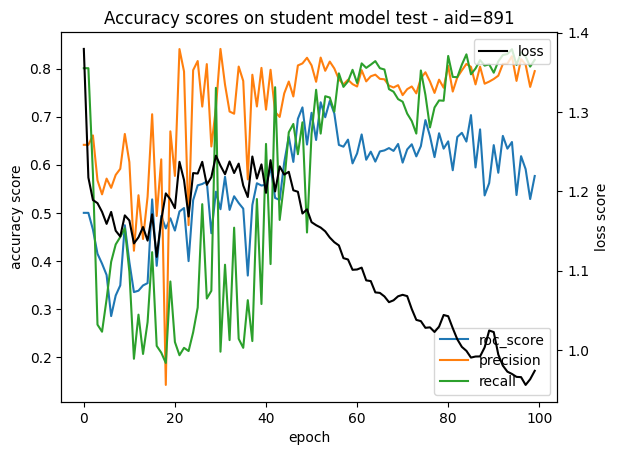 Accuracy scores on student model test - aid=891
accuracy score
0.8
0.7
0.6
0.5
0.4
0.3
0.2
0
20
40
60
80
100
epoch
1.4
1.3
1.2
1.1
1.0
loss score
loss
roc_score
precision
recall